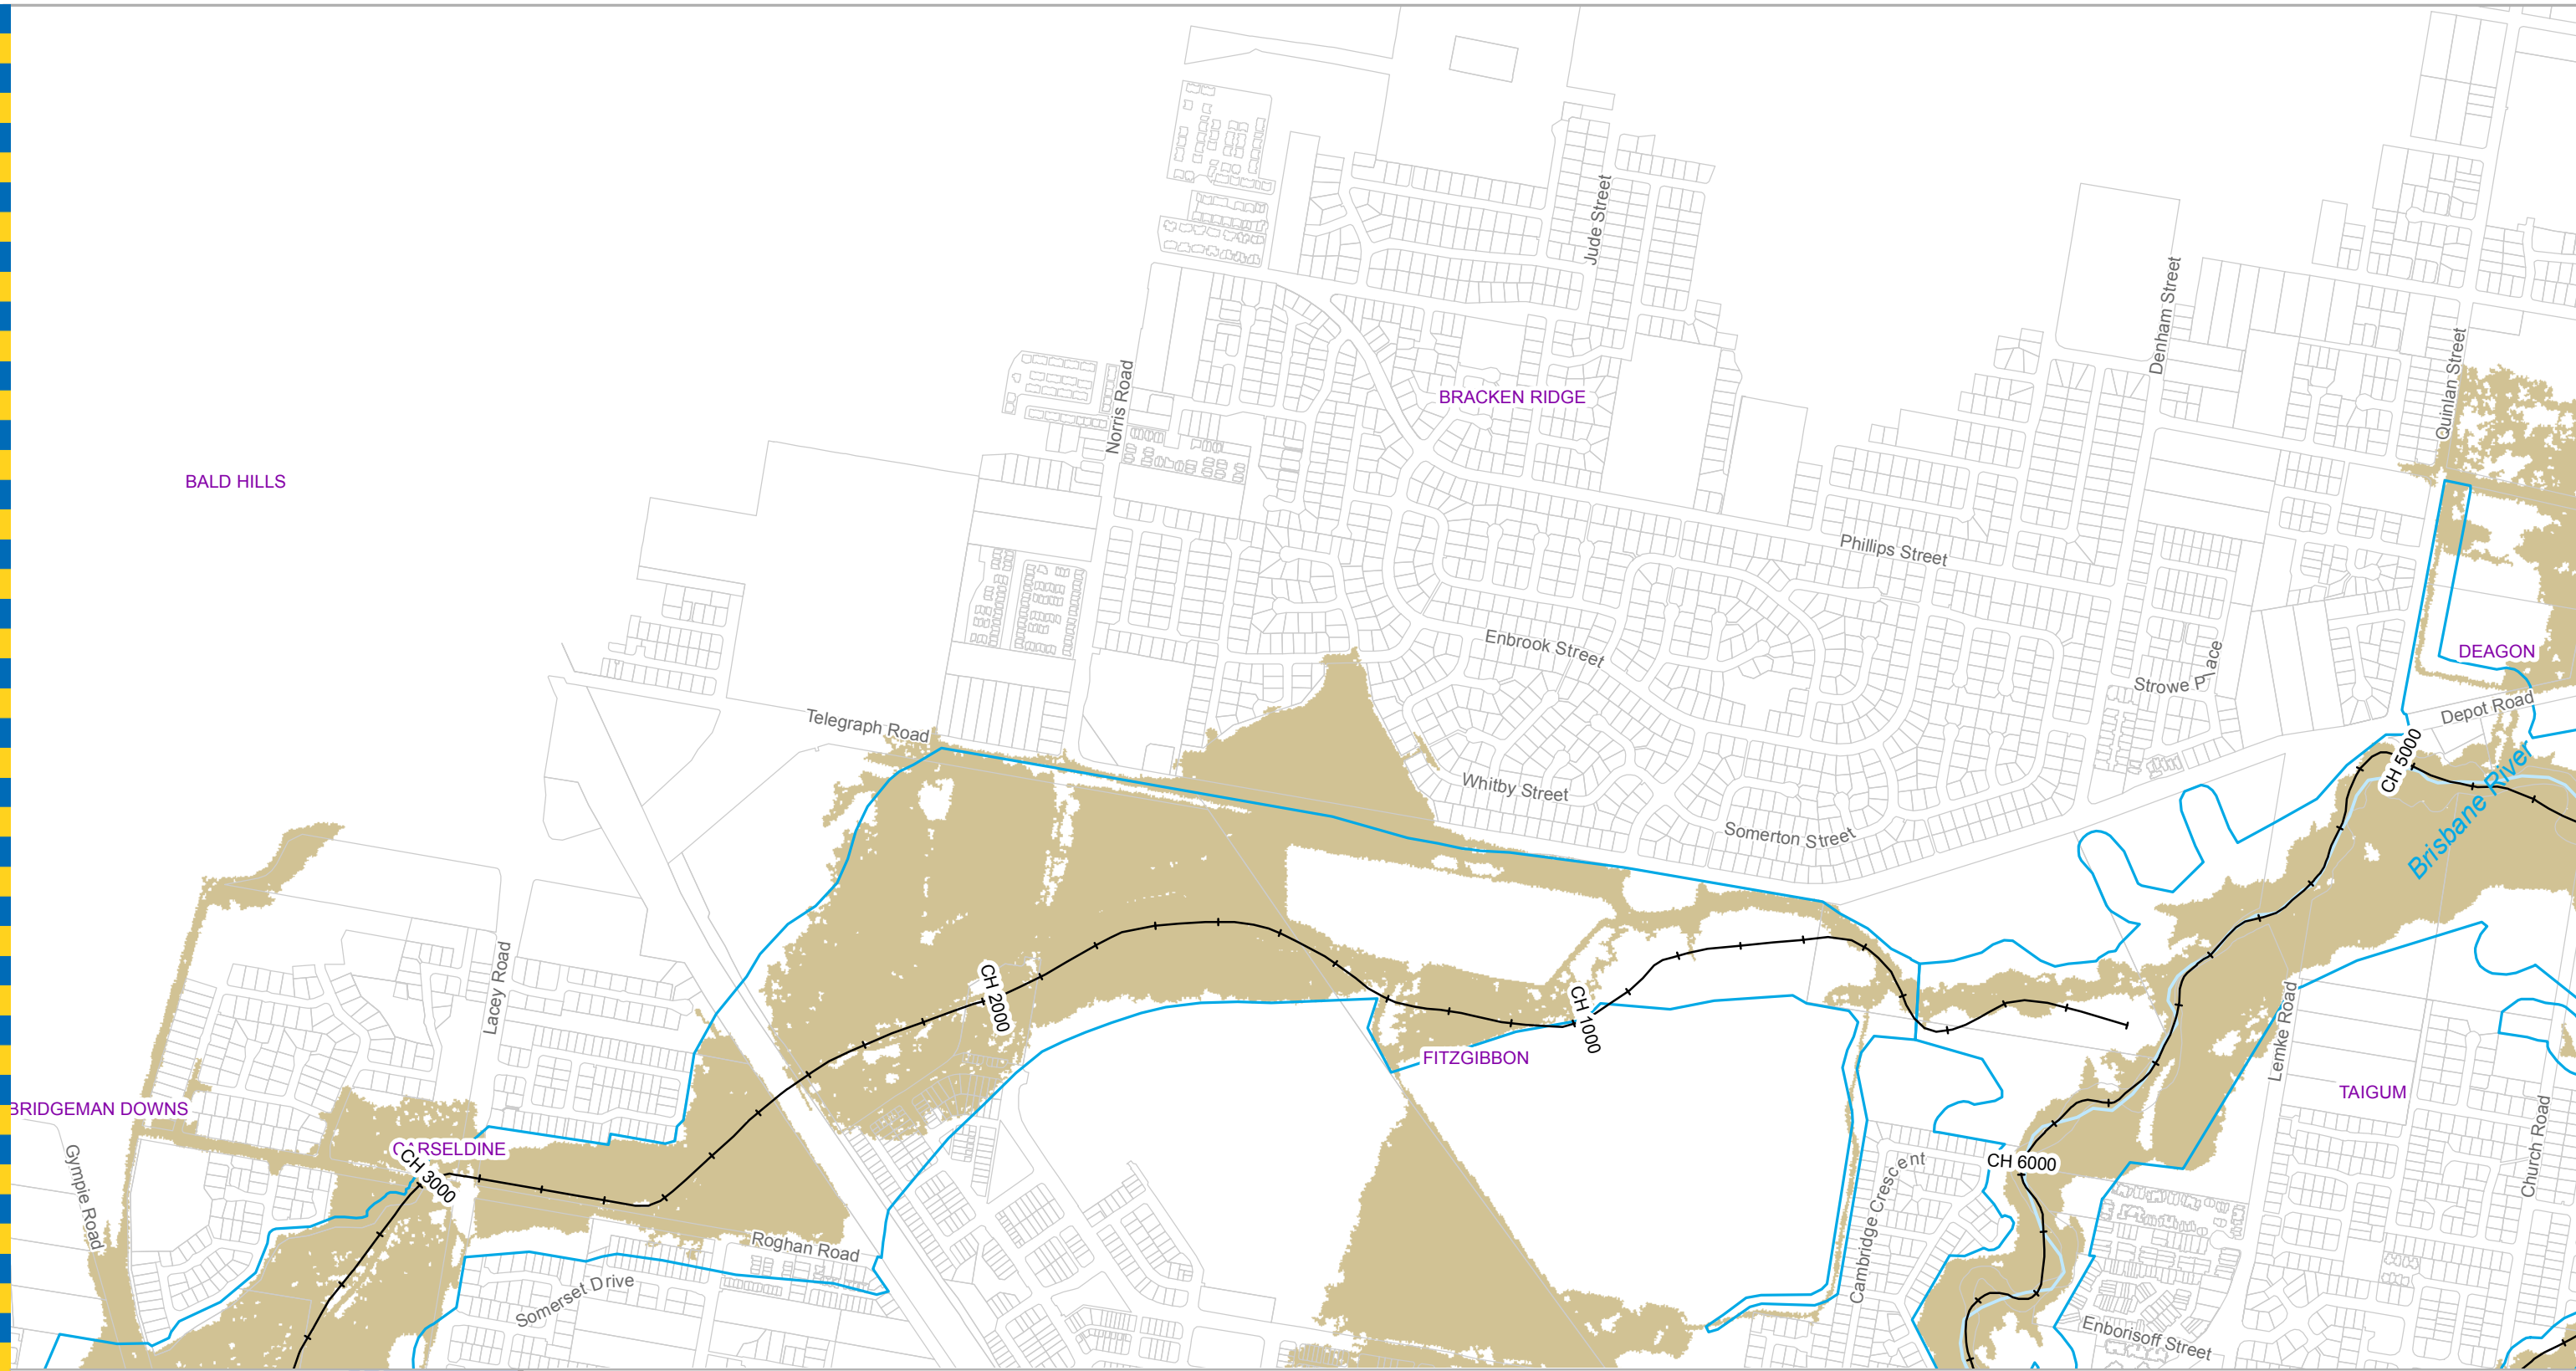 Jude Street
Denham Street
Quinlan Street
Norris Road
BRACKEN RIDGE
BALD HILLS
Phillips Street
Enbrook Street
DEAGON
Strowe Place
Depot Road
Telegraph Road
CH 5000
Whitby Street
Brisbane River
Somerton Street
Lacey Road
CH 2000
CH 1000
Lemke Road
FITZGIBBON
TAIGUM
BRIDGEMAN DOWNS
CARSELDINE
CH 3000
CH 6000
Church Road
Gympie Road
Cambridge Crescent
Roghan Road
Somerset Drive
Enborisoff Street